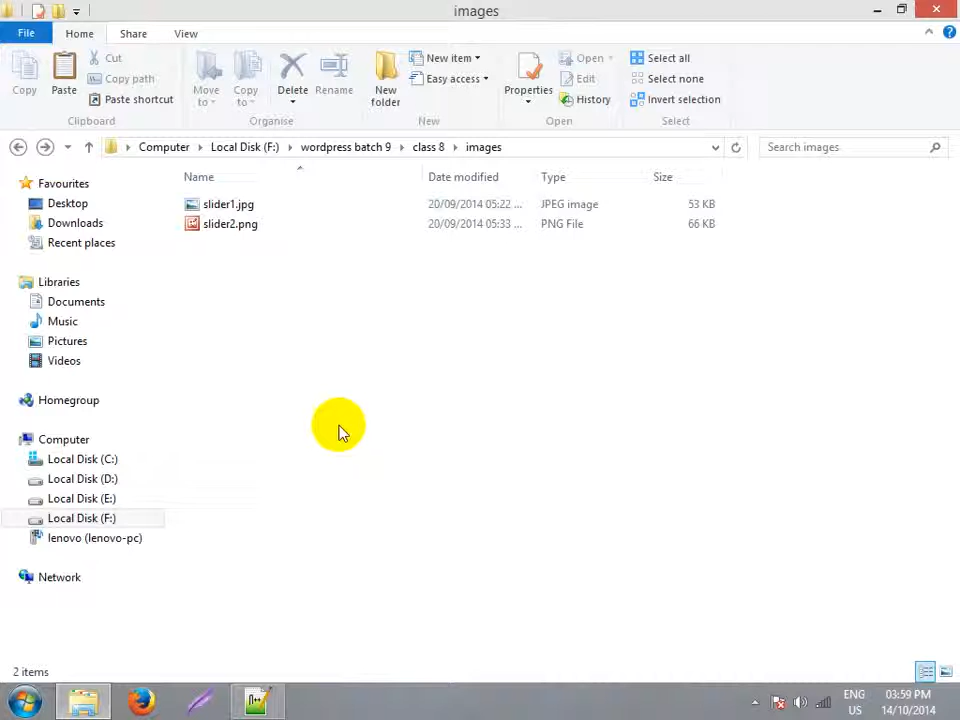 images
File Home Share View
Copy
Paste
Cut
Copy path
Paste shortcut
Clipboard
Move to
Copy to
Delete
Rename
Organise
New folder
New item
Easy access
New
Properties
Open
Edit
History
Open
Select all
Select none
Invert selection
Select
Computer Local Disk (F:) wordpress batch 9 class 8 images
Search images
Name Date modified Type Size
slider1.jpg 20/09/2014 05:22 ... JPEG image 53 KB
slider2.png 20/09/2014 05:33 ... PNG File 66 KB
Favourites
Desktop
Downloads
Recent places
Libraries
Documents
Music
Pictures
Videos
Homegroup
Computer
Local Disk (C:)
Local Disk (D:)
Local Disk (E:)
Local Disk (F:)
lenovo (lenovo-pc)
Network
2 items
ENG 03:59 PM
US 14/10/2014